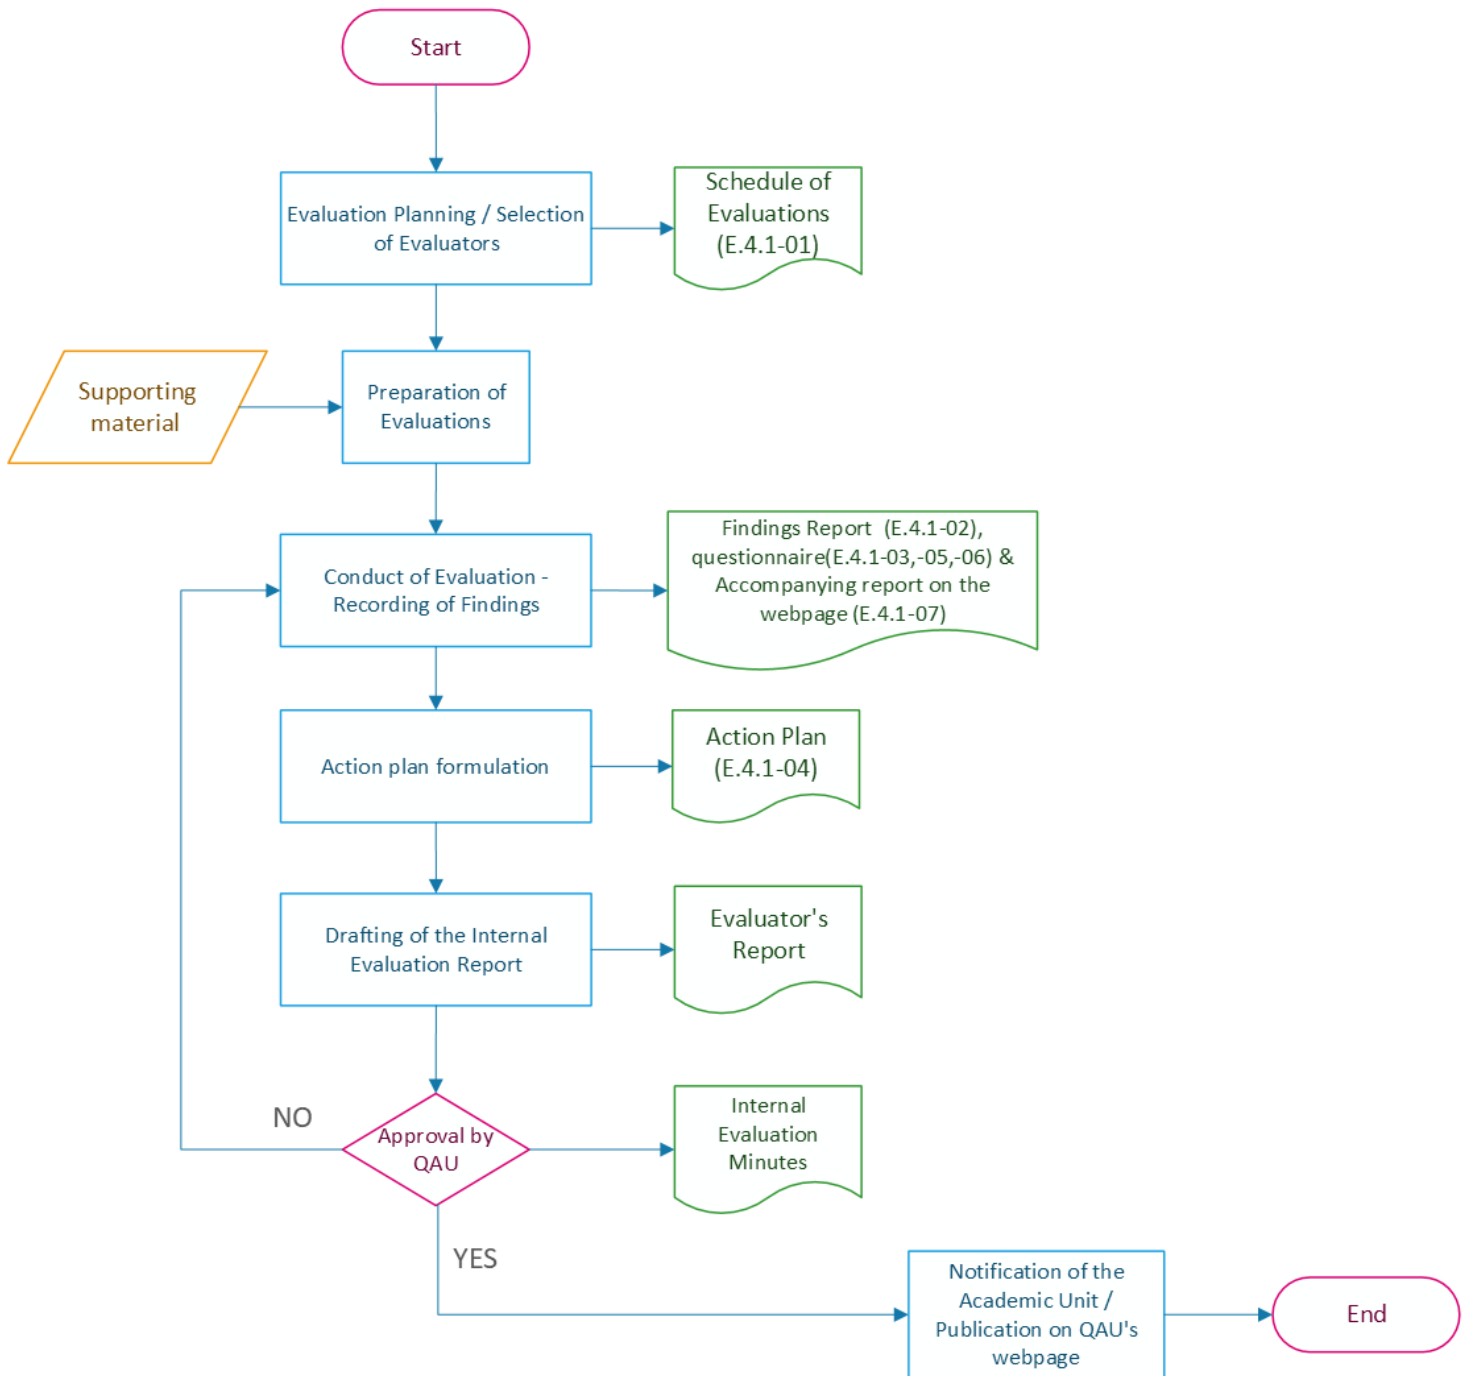 Start
Evaluation Planning / Selection
of Evaluators
Schedule of
Evaluations
(E.4.1-01)
Supporting
material
Preparation of
Evaluations
Conduct of Evaluation -
Recording of Findings
Findings Report  (E.4.1-02),
questionnaire(E.4.1-03,-05,-06) &
Accompanying report on the
webpage (E.4.1-07)
Action plan formulation
Action Plan
(E.4.1-04)
Drafting of the Internal
Evaluation Report
Evaluator's
Report
NO
Approval by
QAU
Internal
Evaluation
Minutes
YES
Notification of the
Academic Unit /
Publication on QAU's
webpage
End